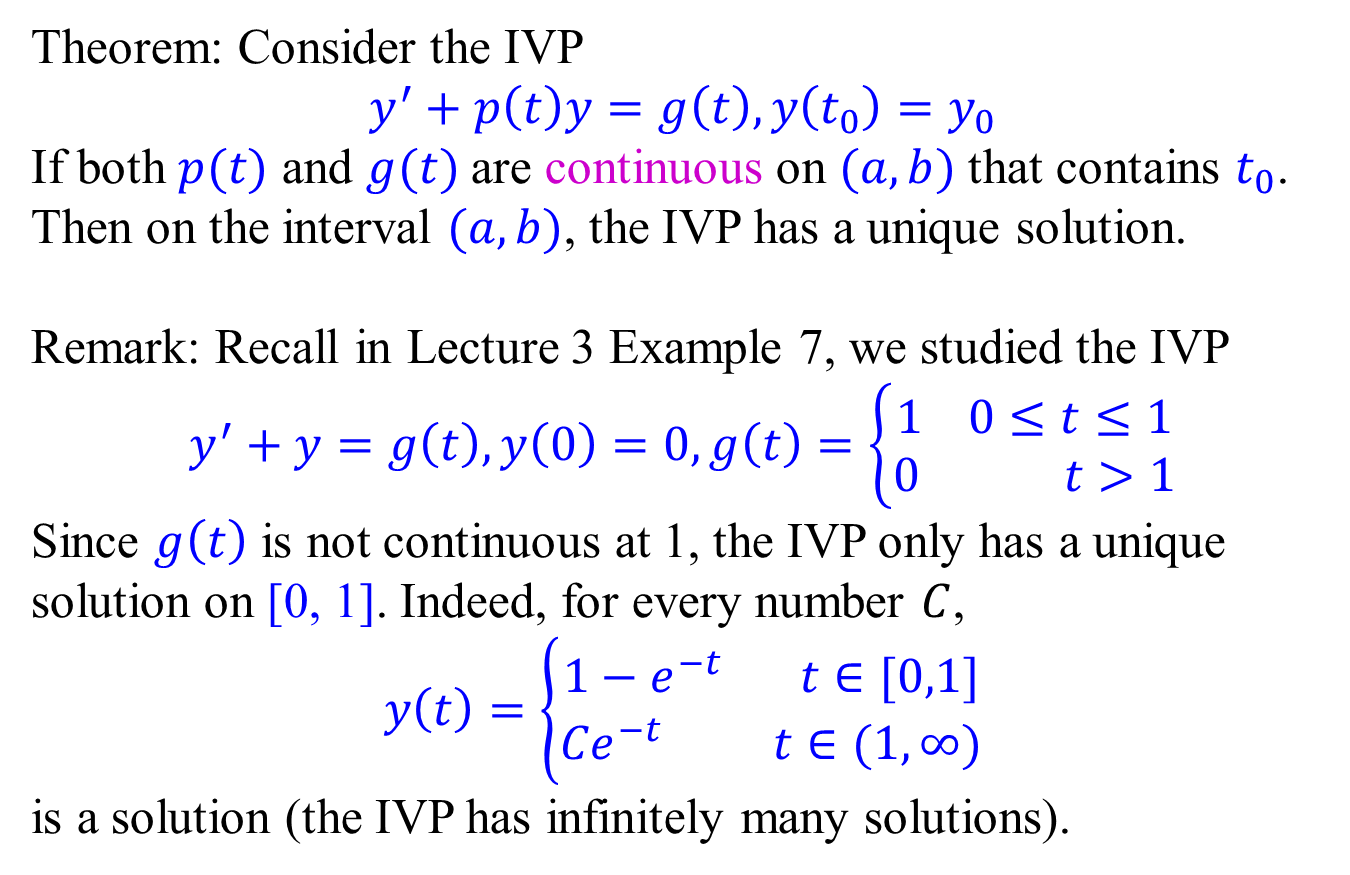 Theorem: Consider the IVP
y′ + p(t)y = g(t), y(t₀) = y₀
If both p(t) and g(t) are continuous on (a, b) that contains t₀.
Then on the interval (a, b), the IVP has a unique solution.
Remark: Recall in Lecture 3 Example 7, we studied the IVP
y′ + y = g(t), y(0) = 0, g(t) = {1 0 ≤ t ≤ 1
0 t > 1
Since g(t) is not continuous at 1, the IVP only has a unique
solution on [0, 1]. Indeed, for every number C,
y(t) = {1 − e⁻ᵗ t ∈ [0,1]
Ce⁻ᵗ t ∈ (1, ∞)
is a solution (the IVP has infinitely many solutions).